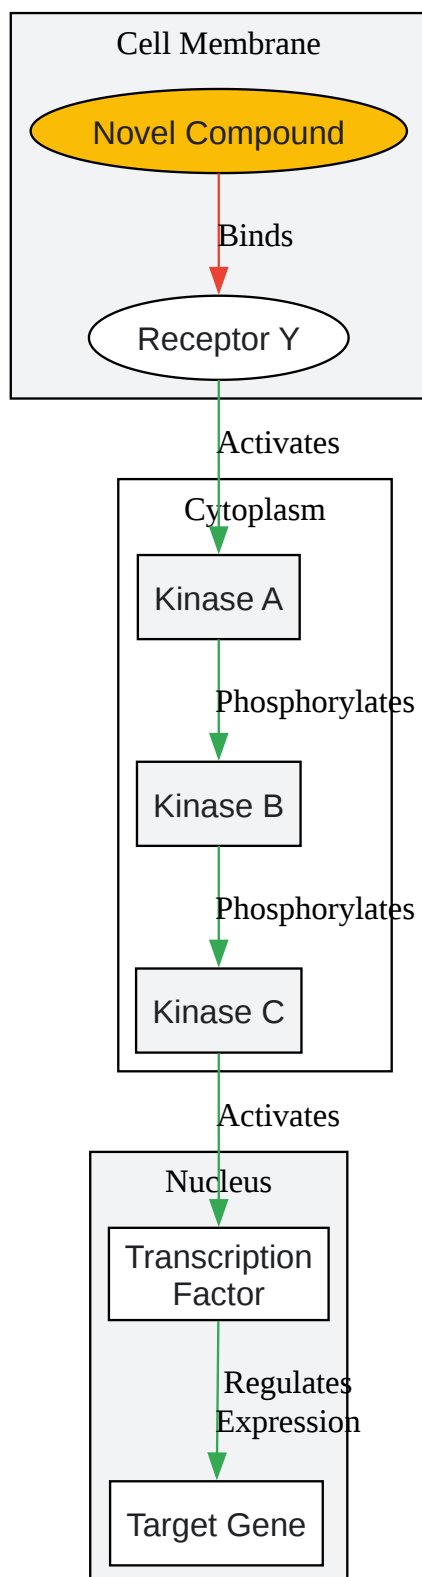 Cell Membrane
Novel Compound
Binds
Receptor Y
Activates
Cytoplasm
Kinase A
Phosphorylates
Kinase B
Phosphorylates
Kinase C
Activates
Nucleus
Transcription
Factor
Regulates
Expression
Target Gene